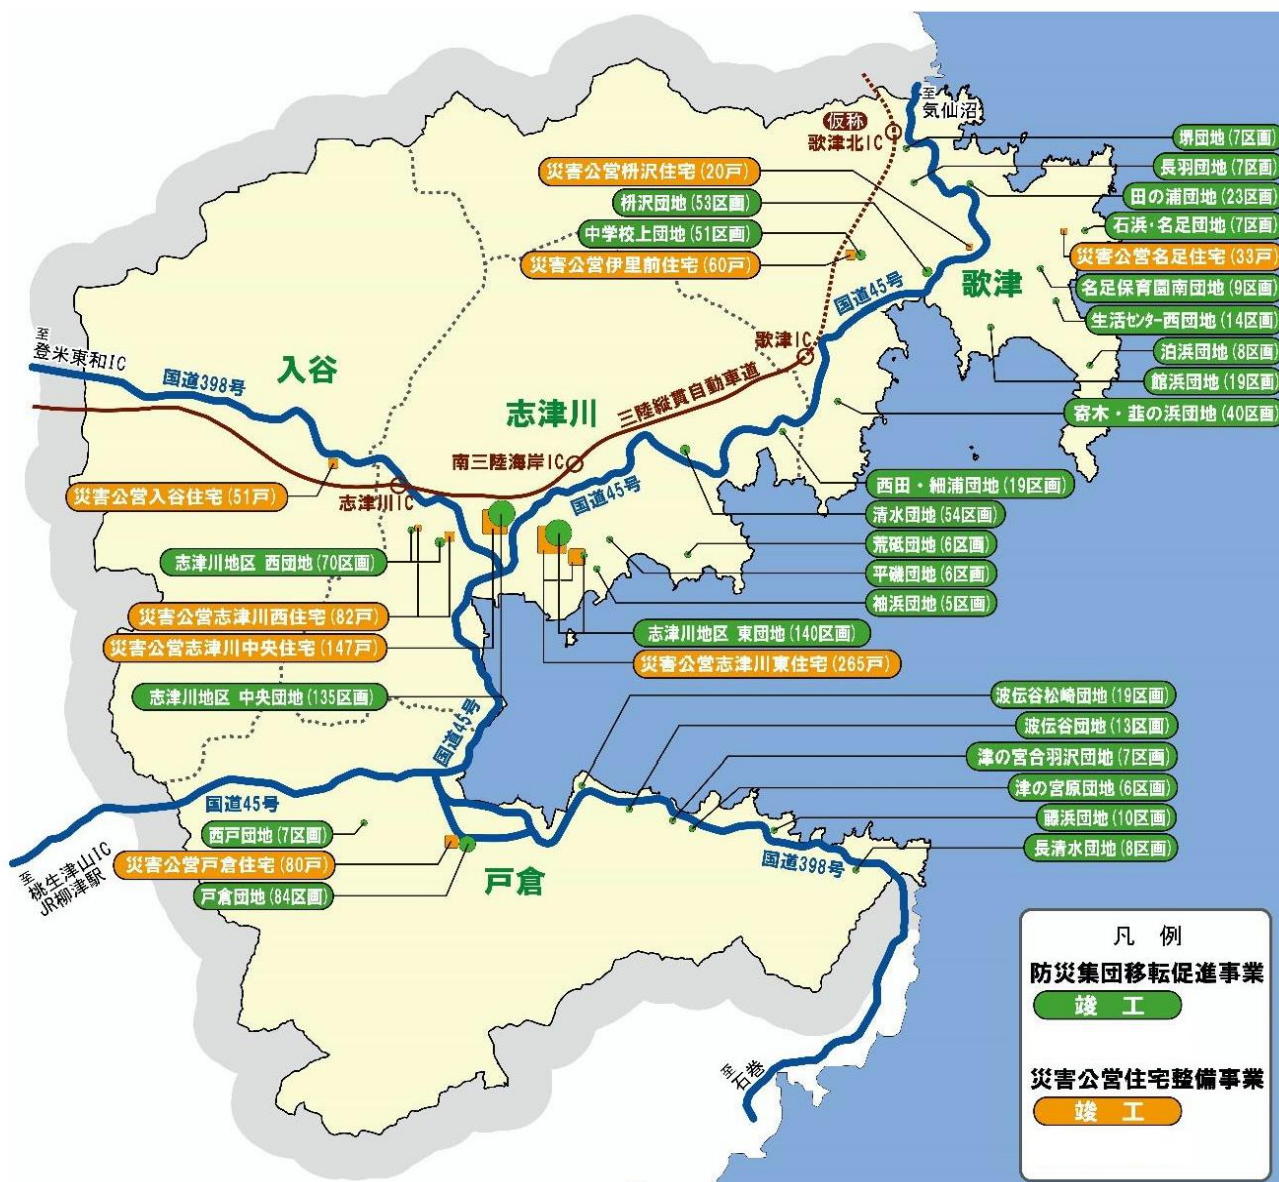 至
気仙沼
仮称
歌津北IC
堺団地(7区画)
長羽団地(7区画)
田の浦団地(23区画)
石浜・名足団地(7区画)
災害公営名足住宅(33戸)
名足保育園南団地(9区画)
生活センター西団地(14区画)
泊浜団地(8区画)
館浜団地(19区画)
寄木・韮の浜団地(40区画)
災害公営枡沢住宅(20戸)
枡沢団地(53区画)
中学校上団地(51区画)
災害公営伊里前住宅(60戸)
国道45号
歌津
歌津IC
至
登米東和IC
国道398号
入谷
志津川
三陸縦貫自動車道
南三陸海岸IC
志津川IC
国道45号
災害公営入谷住宅(51戸)
西田・細浦団地(19区画)
清水団地(54区画)
荒砥団地(6区画)
平磯団地(6区画)
袖浜団地(5区画)
志津川地区 西団地(70区画)
災害公営志津川西住宅(82戸)
災害公営志津川中央住宅(147戸)
志津川地区 中央団地(135区画)
志津川地区 東団地(140区画)
災害公営志津川東住宅(265戸)
国道45号
国道45号
波伝谷松崎団地(19区画)
波伝谷団地(13区画)
津の宮合羽沢団地(7区画)
津の宮原団地(6区画)
藤浜団地(10区画)
長清水団地(8区画)
国道398号
西戸団地(7区画)
災害公営戸倉住宅(80戸)
戸倉団地(84区画)
戸倉
至
桃生津山IC
JR柳津駅
至
石巻
凡 例
防災集団移転促進事業
竣 工
災害公営住宅整備事業
竣 工